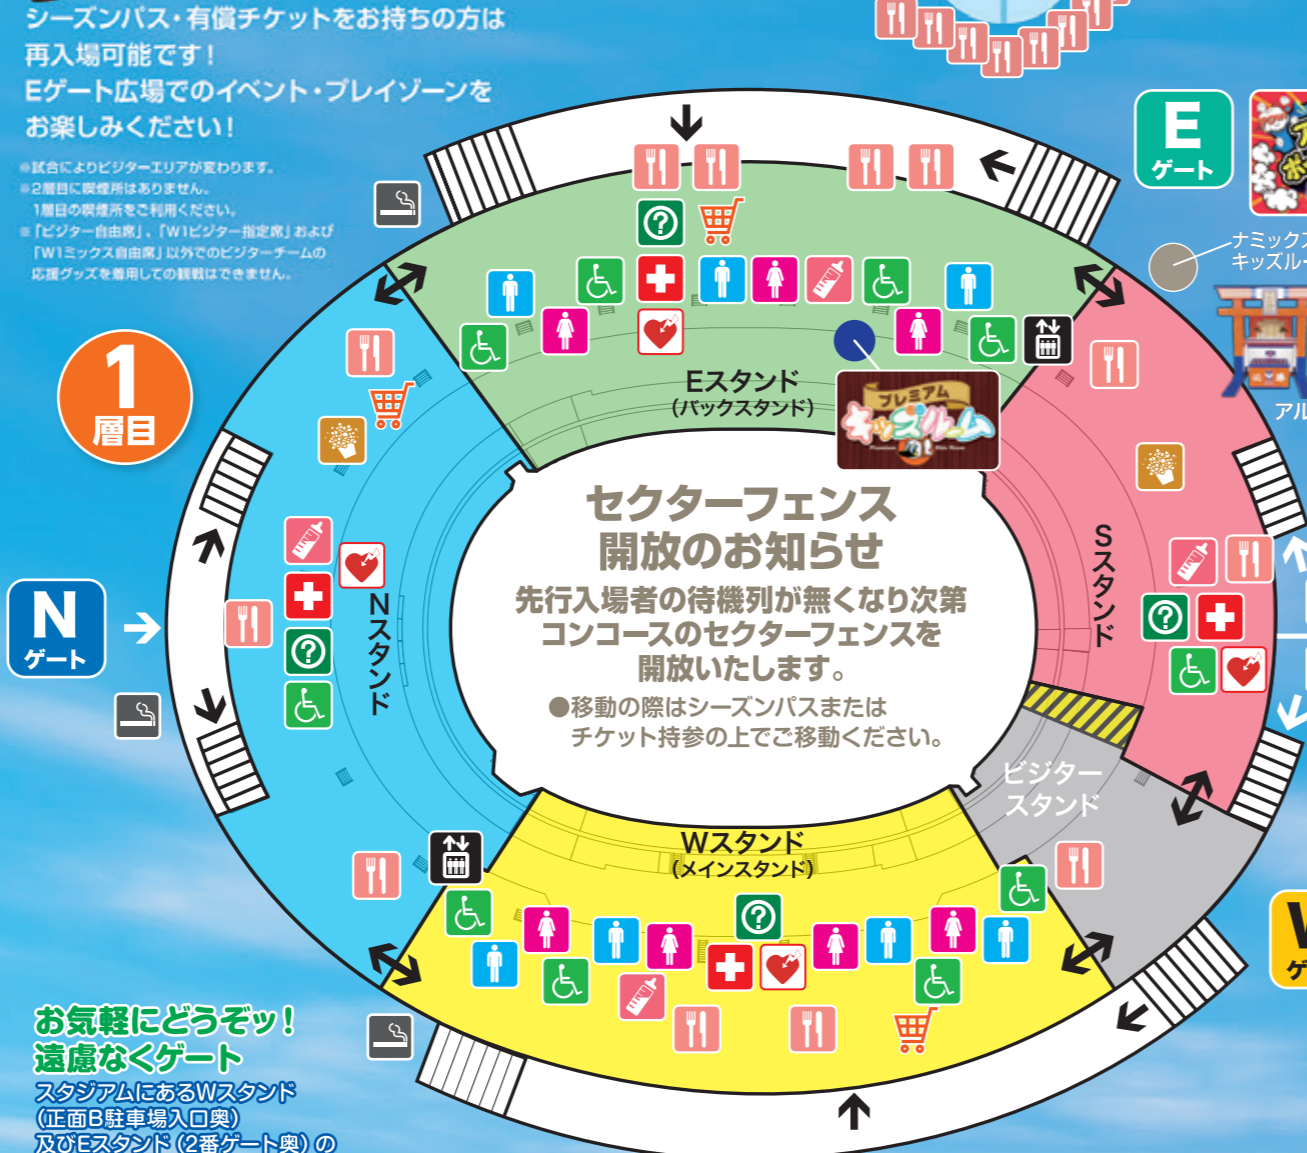 シーズンパス・有償チケットをお持ちの方は
再入場可能です！
Eゲート広場でのイベント・プレイゾーンを
お楽しみください！
※試合によりビジターエリアが変わります。
※2層目に喫煙所はありません。
1層目の喫煙所をご利用ください。
※「ビジター自由席」、「W1ビジター指定席」および
「W1ミックス自由席」以外でのビジターチームの
応援グッズを着用しての観戦はできません。
E
ゲート
ナミックス
キッズルー
アル
1
層目
Eスタンド
（バックスタンド）
プレミアム
キッズルーム
セクターフェンス
開放のお知らせ
先行入場者の待機列が無くなり次第
コンコースのセクターフェンスを
開放いたします。
●移動の際はシーズンパスまたは
チケット持参の上でご移動ください。
N
ゲート
Nスタンド
Sスタンド
ビジター
スタンド
Wスタンド
（メインスタンド）
お気軽にどうぞッ！
遠慮なくゲート
スタジアムにあるWスタンド
（正面B駐車場入口奥）
及びEスタンド（2番ゲート奥）の